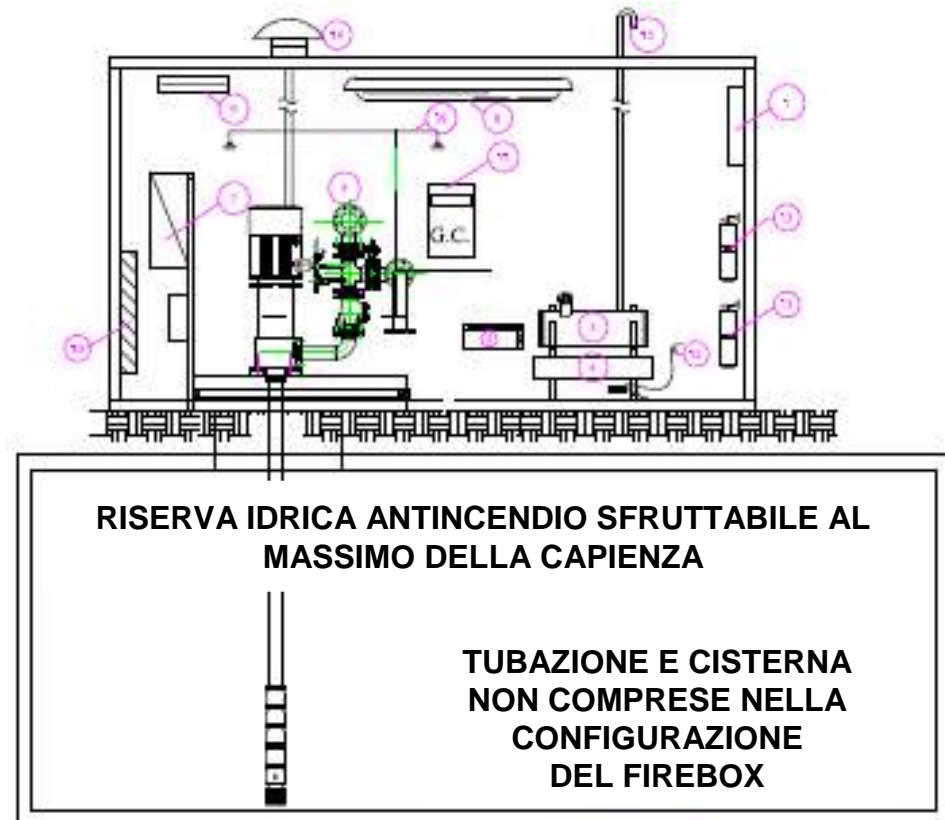 G.C.
RISERVA IDRICA ANTINCENDIO SFRUTTABILE AL
MASSIMO DELLA CAPIENZA
TUBAZIONE E CISTERNA
NON COMPRESE NELLA
CONFIGURAZIONE
DEL FIREBOX